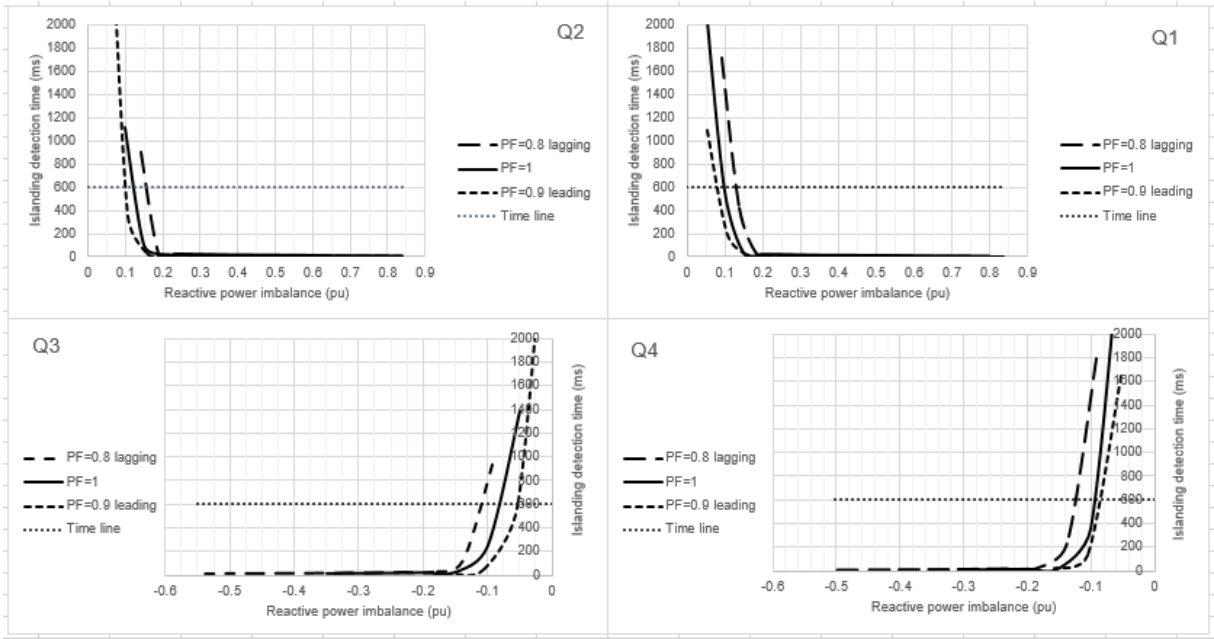 Q2
Islanding detection time (ms)
2000
1800
1600
1400
1200
1000
800
600
400
200
0
0 0.1 0.2 0.3 0.4 0.5 0.6 0.7 0.8 0.9
Reactive power imbalance (pu)
PF=0.8 lagging
PF=1
PF=0.9 leading
Time line
Q1
Islanding detection time (ms)
2000
1800
1600
1400
1200
1000
800
600
400
200
0
0 0.1 0.2 0.3 0.4 0.5 0.6 0.7 0.8 0.9
Reactive power imbalance (pu)
PF=0.8 lagging
PF=1
PF=0.9 leading
Time line
Q3
PF=0.8 lagging
PF=1
PF=0.9 leading
Time line
2000
1800
1600
1400
1200
1000
800
600
400
200
0
Islanding detection time (ms)
-0.6 -0.5 -0.4 -0.3 -0.2 -0.1 0
Reactive power imbalance (pu)
Q4
PF=0.8 lagging
PF=1
PF=0.9 leading
Time line
2000
1800
1600
1400
1200
1000
800
600
400
200
0
Islanding detection time (ms)
-0.6 -0.5 -0.4 -0.3 -0.2 -0.1 0
Reactive power imbalance (pu)